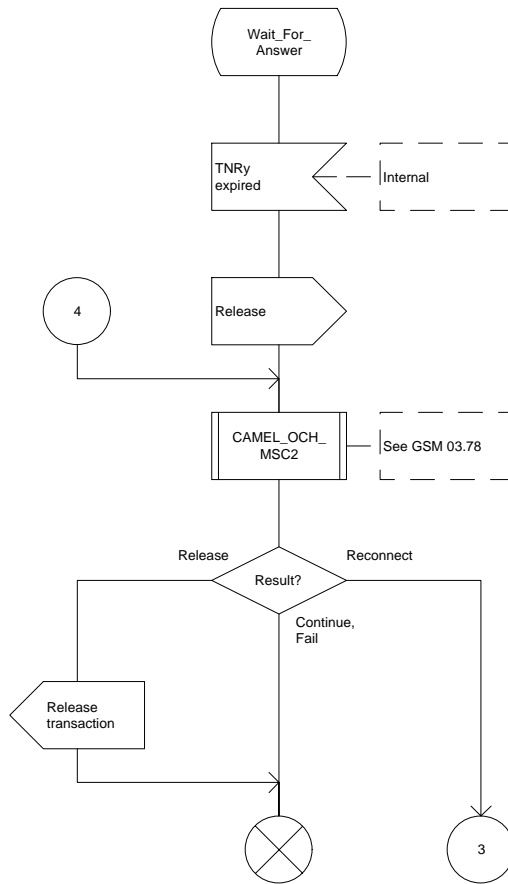 Wait_For_
Answer
TNRy
expired
Internal
4
Release
CAMEL_OCH_
MSC2
See GSM 03.78
Release
Reconnect
Result?
Continue,
Fail
Release
transaction
3